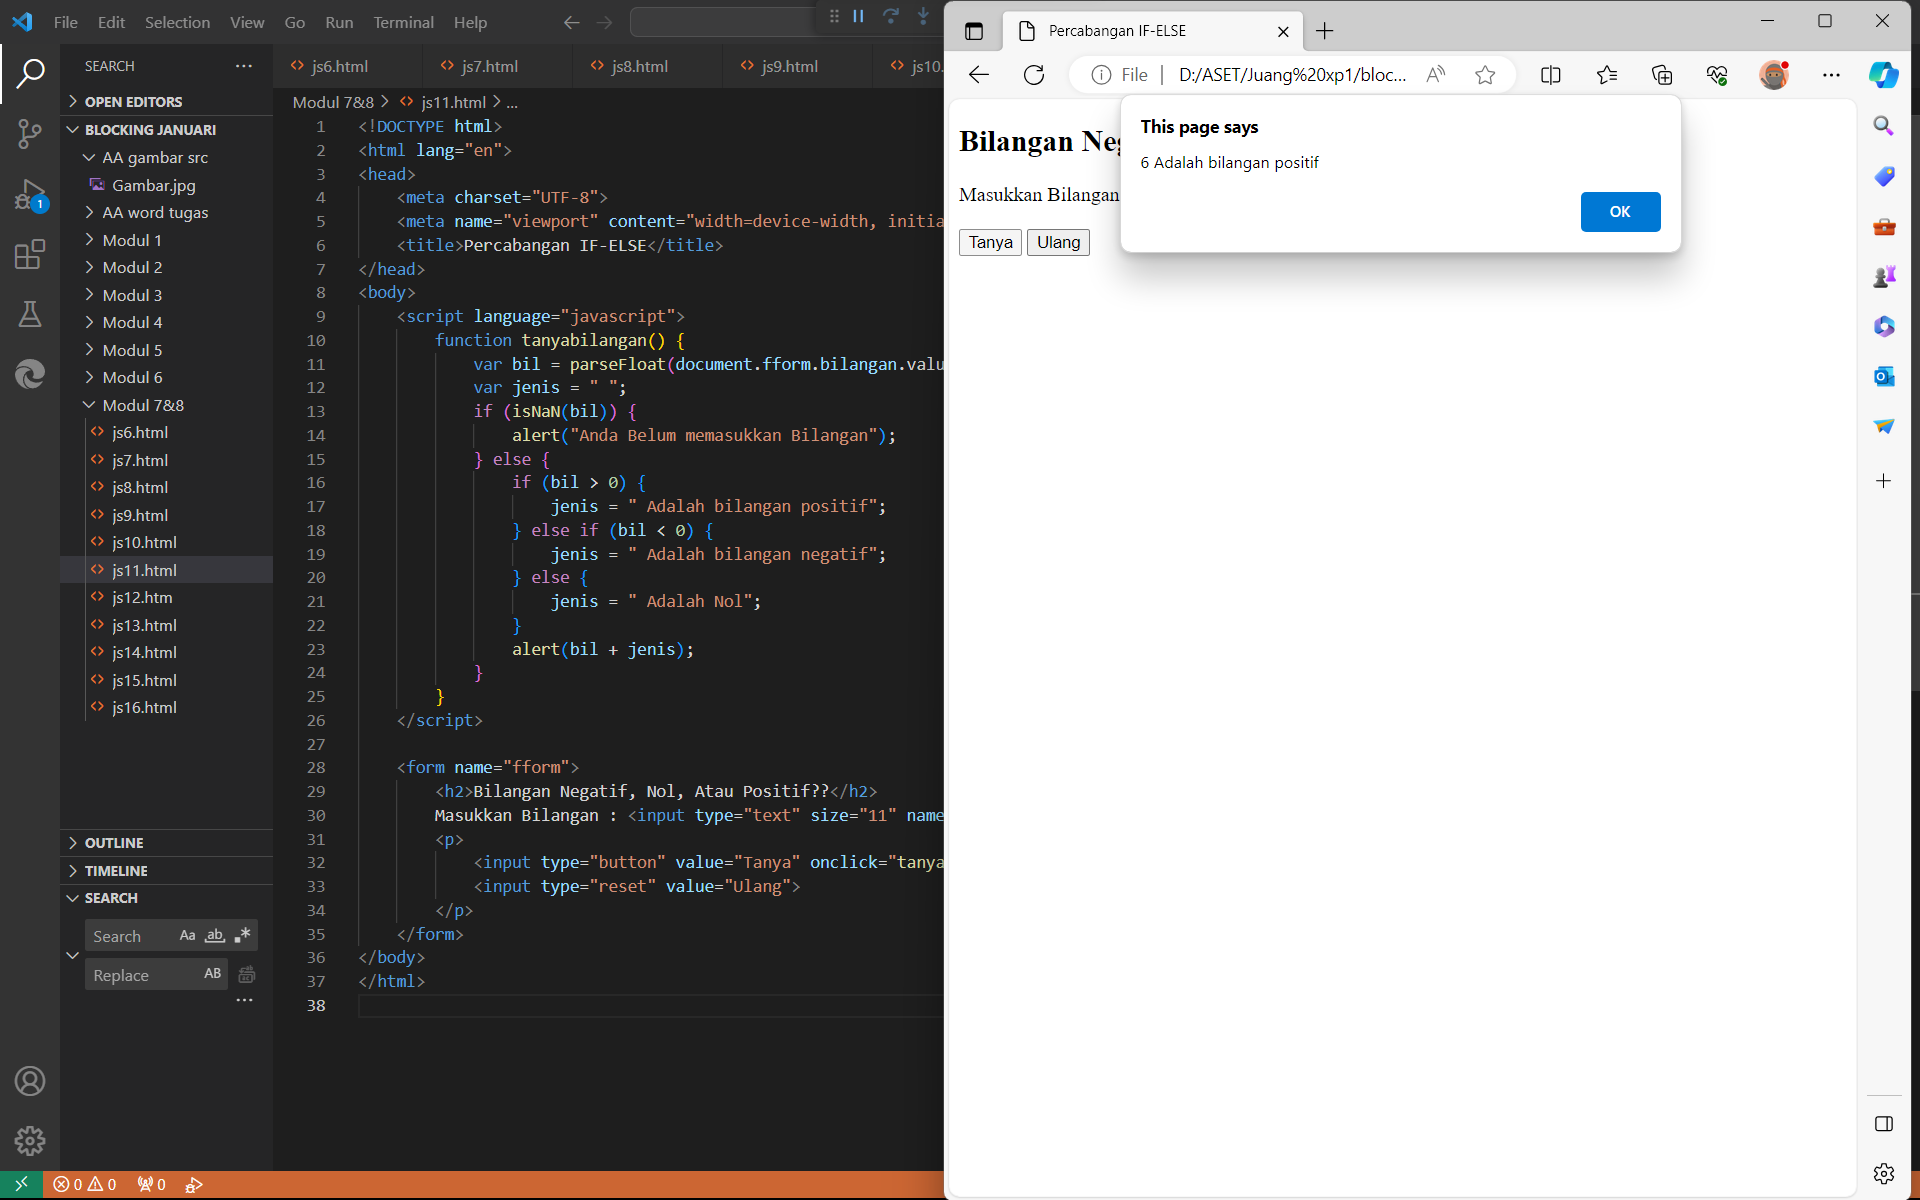 File Edit Selection View Go Run Terminal Help
SEARCH
OPEN EDITORS
BLOCKING JANUARI
AA gambar src
Gambar.jpg
AA word tugas
Modul 1
Modul 2
Modul 3
Modul 4
Modul 5
Modul 6
Modul 7&8
js6.html
js7.html
js8.html
js9.html
js10.html
js11.html
js12.htm
js13.html
js14.html
js15.html
js16.html
OUTLINE
TIMELINE
SEARCH
Search Aa ab
Replace AB
1
0 0 0
js6.html js7.html js8.html js9.html js10.
Modul 7&8 > js11.html > ...
1 <!DOCTYPE html>
2 <html lang="en">
3 <head>
4 <meta charset="UTF-8">
5 <meta name="viewport" content="width=device-width, initia
6 <title>Percabangan IF-ELSE</title>
7 </head>
8 <body>
9 <script language="javascript">
10 function tanyabilangan() {
11 var bil = parseFloat(document.fform.bilangan.valu
12 var jenis = " ";
13 if (isNaN(bil)) {
14 alert("Anda Belum memasukkan Bilangan");
15 } else {
16 if (bil > 0) {
17 jenis = " Adalah bilangan positif";
18 } else if (bil < 0) {
19 jenis = " Adalah bilangan negatif";
20 } else {
21 jenis = " Adalah Nol";
22 }
23 alert(bil + jenis);
24 }
25 }
26 </script>
27
28 <form name="fform">
29 <h2>Bilangan Negatif, Nol, Atau Positif??</h2>
30 Masukkan Bilangan : <input type="text" size="11" name
31 <p>
32 <input type="button" value="Tanya" onclick="tanya
33 <input type="reset" value="Ulang">
34 </p>
35 </form>
36 </body>
37 </html>
38
Percabangan IF-ELSE
File | D:/ASET/Juang%20xp1/bloc...
Bilangan Neg
Masukkan Bilangan
Tanya Ulang
This page says
6 Adalah bilangan positif
OK